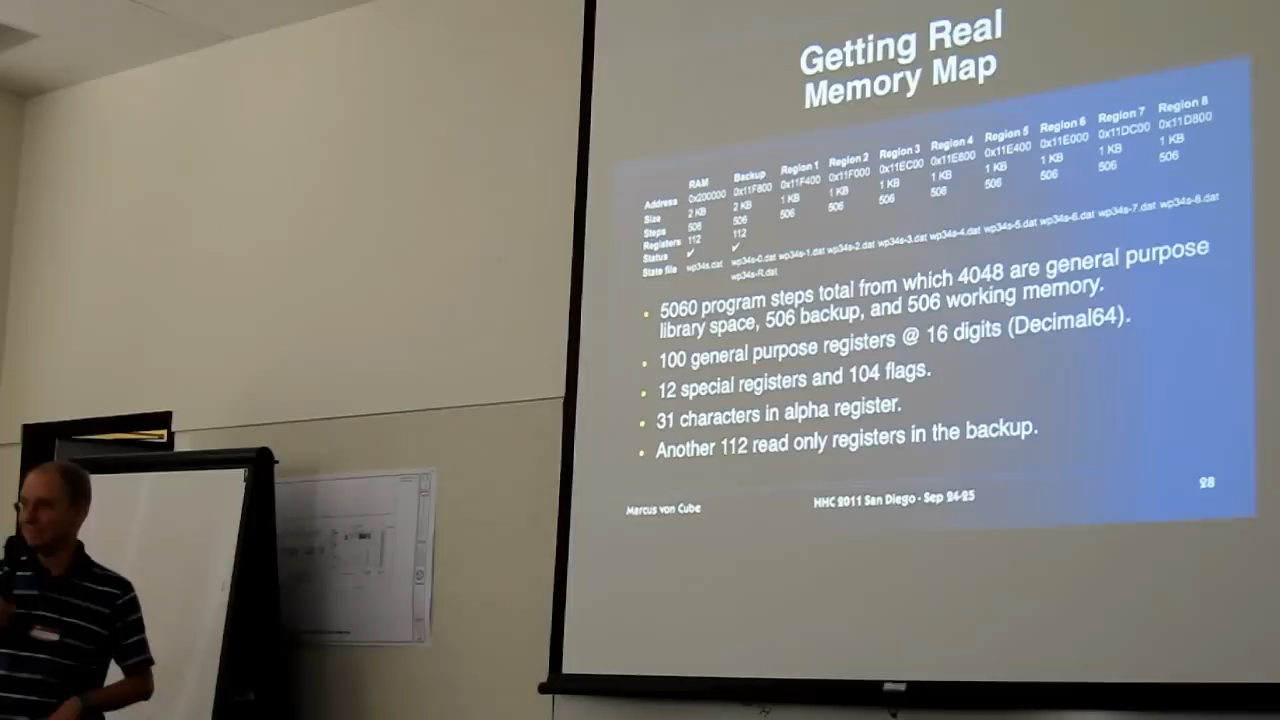 Getting Real
Memory Map
RAM Backup Region 1 Region 2 Region 3 Region 4 Region 5 Region 6 Region 7 Region 8
Address 0x200000 0x11F800 0x11F400 0x11F000 0x11EC00 0x11E800 0x11E400 0x11E000 0x11DC00 0x11D800
Size 2 KB 2 KB 1 KB 1 KB 1 KB 1 KB 1 KB 1 KB 1 KB 1 KB
Steps 506 506 506 506 506 506 506 506 506 506
Registers 112 112
Status ✓ ✓
State file wp34s.dat wp34s-0.dat wp34s-1.dat wp34s-2.dat wp34s-3.dat wp34s-4.dat wp34s-5.dat wp34s-6.dat wp34s-7.dat wp34s-8.dat
wp34s-R.dat
• 5060 program steps total from which 4048 are general purpose
library space, 506 backup, and 506 working memory.
• 100 general purpose registers @ 16 digits (Decimal64).
• 12 special registers and 104 flags.
• 31 characters in alpha register.
• Another 112 read only registers in the backup.
Marcus von Cube HHC 2011 San Diego - Sep 24-25 28